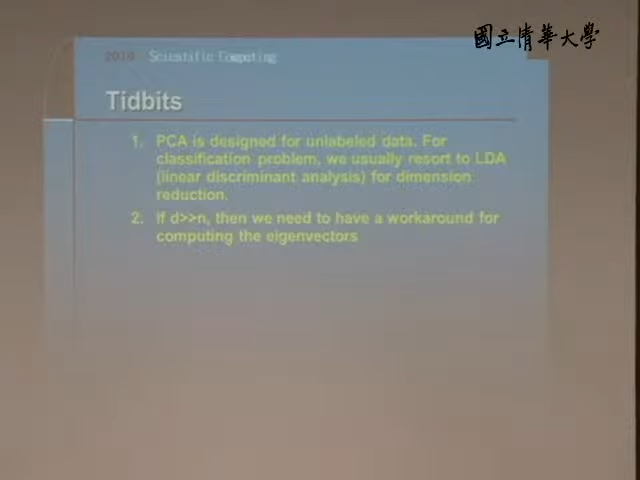 國立清華大學
2010 Scientific Computing
Tidbits
1. PCA is designed for unlabeled data. For
classification problem, we usually resort to LDA
(linear discriminant analysis) for dimension
reduction.
2. If d>>n, then we need to have a workaround for
computing the eigenvectors